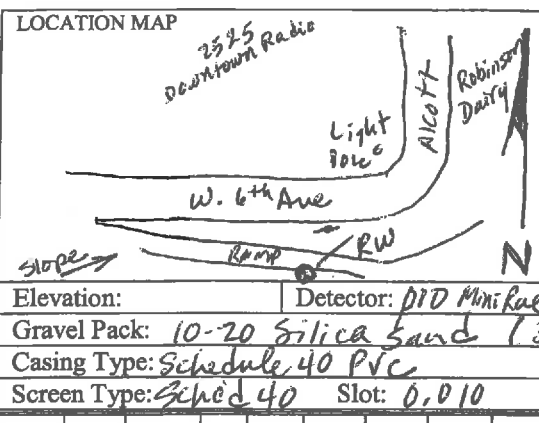 LOCATION MAP
2525
Downtown Radio
Light
Pole
Alcott
Robinson
Dairy
W. 6th Ave
RW
Ramp
Slope
N
Elevation: Detector: PID MiniRae
Gravel Pack: 10-20 Silica Sand
Casing Type: Schedule 40 PVC
Screen Type: Sched 40 Slot: 0.010